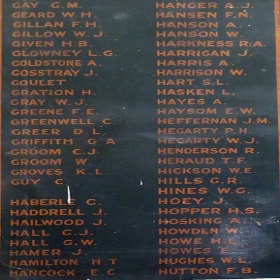 GAY G.M.
GEARD W.H.
GILLAN F.H.
GILLOW W.J.
GIVEN H.B.
GLOWNEY L.G.
GOLDSTONE A.
GOSSTRAY J.
GOULET
GRATION H.
GRAY W.J.
GREENE F.E.
GREENWELL C.
GREER D.L.
GRIFFITH G A
GROOM C.J.
GROOM W.
GROVES K.L
GUY C
HABERLE C.
HADDRELL J.
HAILWOOD J.
HALL C.J.
HALL G.W.
HAMER J.
HAMILTON H.T
HANCOCK E.C
HANGER A.J.
HANSEN F.N.
HANSON A.
HANSON W.
HARKNESS R.A.
HARRIGAN J.
HARRIS A.
HARRISON W.
HART S.L.
HASKEN L.
HAYES A.
HAYSOM E.W.
HEFFERNAN J.M.
HEGARTY P.H.
HEGARTY W.J.
HENDERSON R.
HERAUD T.F.
HICKSON W.E
HILLS G.R.
HINES W.G.
HOEY J.
HOPPER H.S.
HOSKING A.
HOWDEN W.
HOWE H.L.
HOWES
HUGHES W.L.
HUTTON F.B.